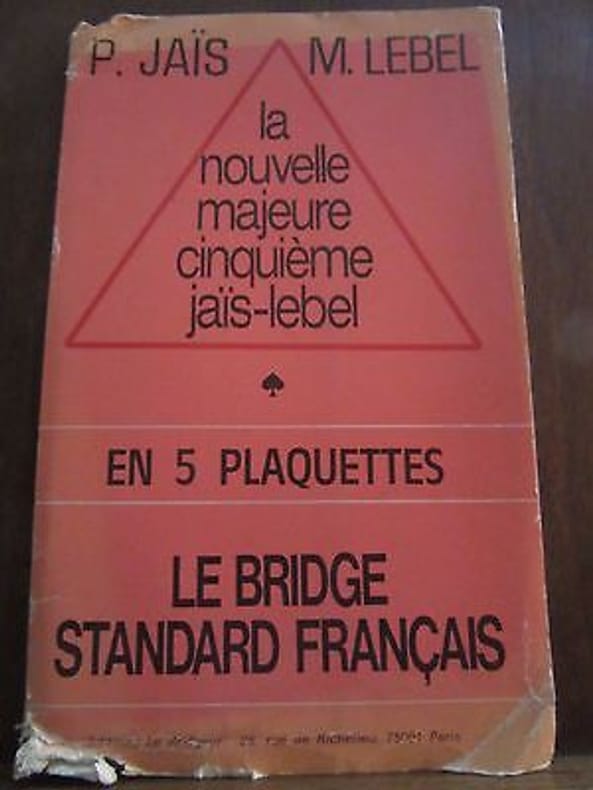 P. JAÏS M. LEBEL
la
nouvelle
majeure
cinquième
jaïs-lebel
EN 5 PLAQUETTES
LE BRIDGE
STANDARD FRANÇAIS
rue de Richelieu, 75001 Paris